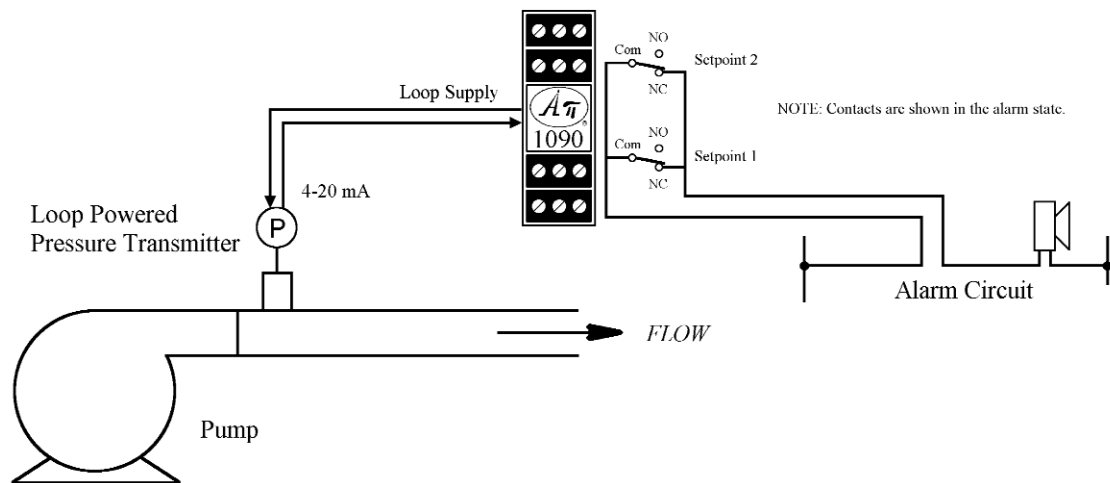 NO
Com
Setpoint 2
NC
Loop Supply
Aπ
®
1090
NOTE: Contacts are shown in the alarm state.
NO
Com
Setpoint 1
NC
4-20 mA
Loop Powered
Pressure Transmitter
P
Alarm Circuit
FLOW
Pump